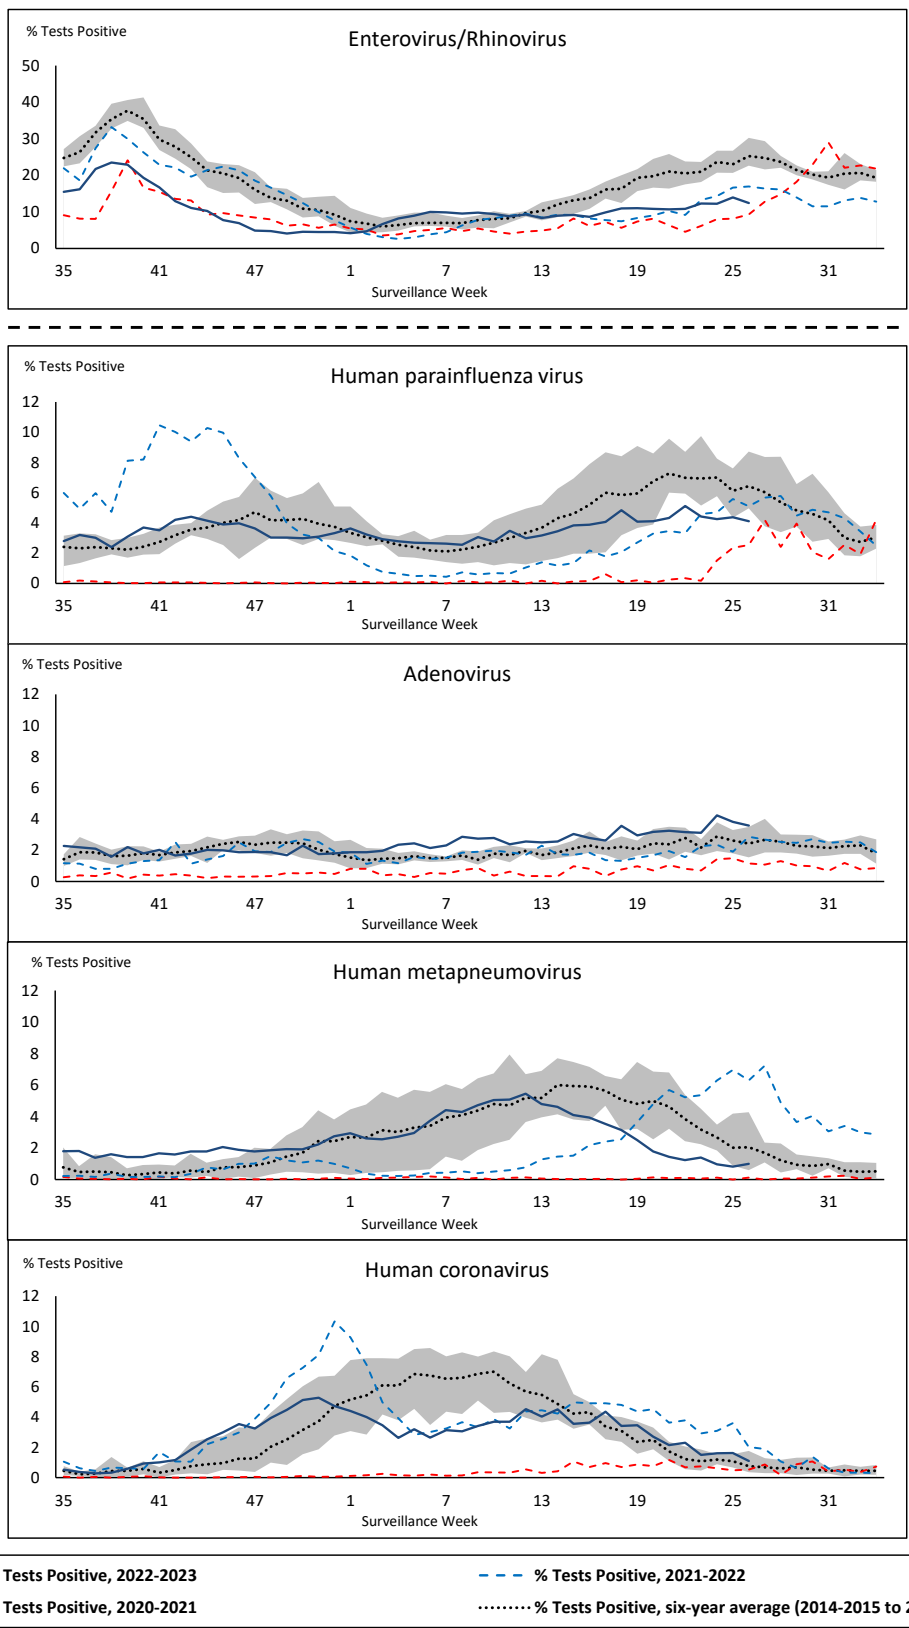 % Tests Positive
Enterovirus/Rhinovirus
50
40
30
20
10
0
35 41 47 1 7 13 19 25 31
Surveillance Week
% Tests Positive
Human parainfluenza virus
12
10
8
6
4
2
0
35 41 47 1 7 13 19 25 31
Surveillance Week
% Tests Positive
Adenovirus
12
10
8
6
4
2
0
35 41 47 1 7 13 19 25 31
Surveillance Week
% Tests Positive
Human metapneumovirus
12
10
8
6
4
2
0
35 41 47 1 7 13 19 25 31
Surveillance Week
% Tests Positive
Human coronavirus
12
10
8
6
4
2
0
35 41 47 1 7 13 19 25 31
Surveillance Week
Tests Positive, 2022-2023 % Tests Positive, 2021-2022
Tests Positive, 2020-2021 % Tests Positive, six-year average (2014-2015 to 2